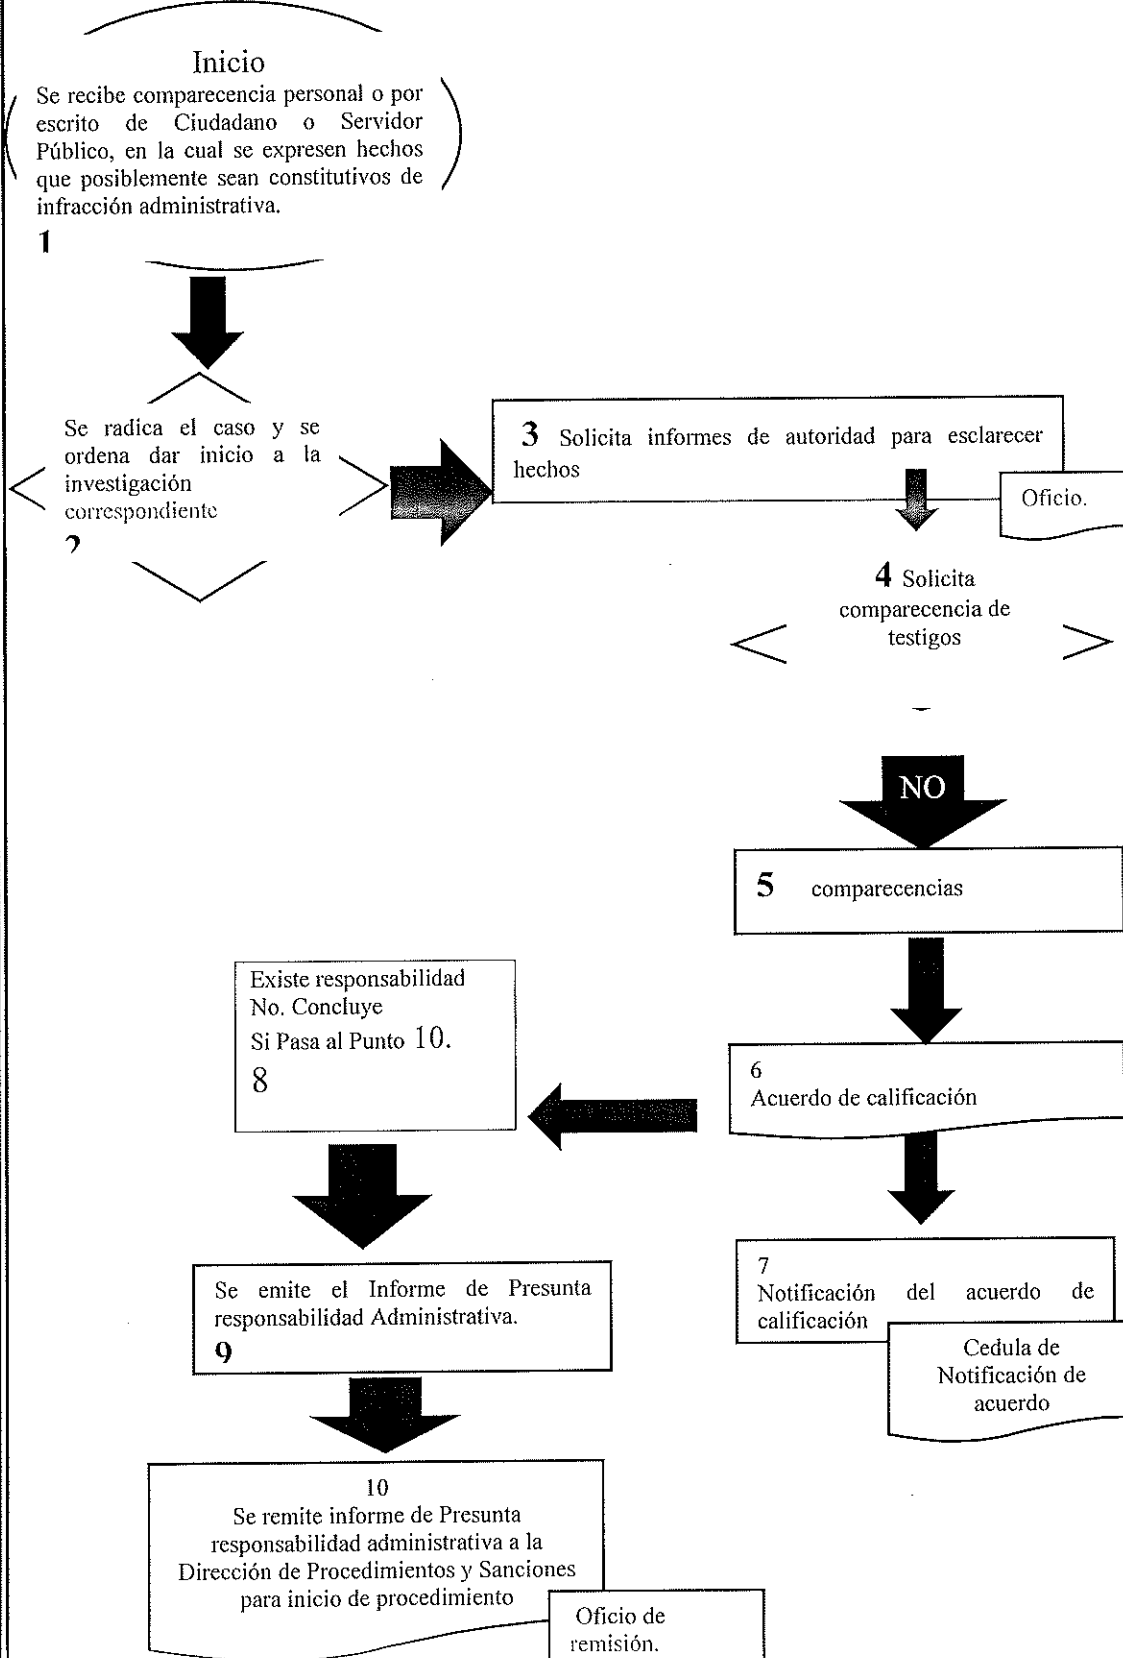 Inicio
Se recibe comparecencia personal o por
escrito de Ciudadano o Servidor
Público, en la cual se expresen hechos
que posiblemente sean constitutivos de
infracción administrativa.
1
Se radica el caso y se
ordena dar inicio a la
investigación
correspondiente
2
3 Solicita informes de autoridad para esclarecer
hechos
Oficio.
4 Solicita
comparecencia de
testigos
NO
5 comparecencias
6
Acuerdo de calificación
7
Notificación del acuerdo de
calificación
Cedula de
Notificación de
acuerdo
Existe responsabilidad
No. Concluye
Si Pasa al Punto 10.
8
Se emite el Informe de Presunta
responsabilidad Administrativa.
9
10
Se remite informe de Presunta
responsabilidad administrativa a la
Dirección de Procedimientos y Sanciones
para inicio de procedimiento
Oficio de
remisión.